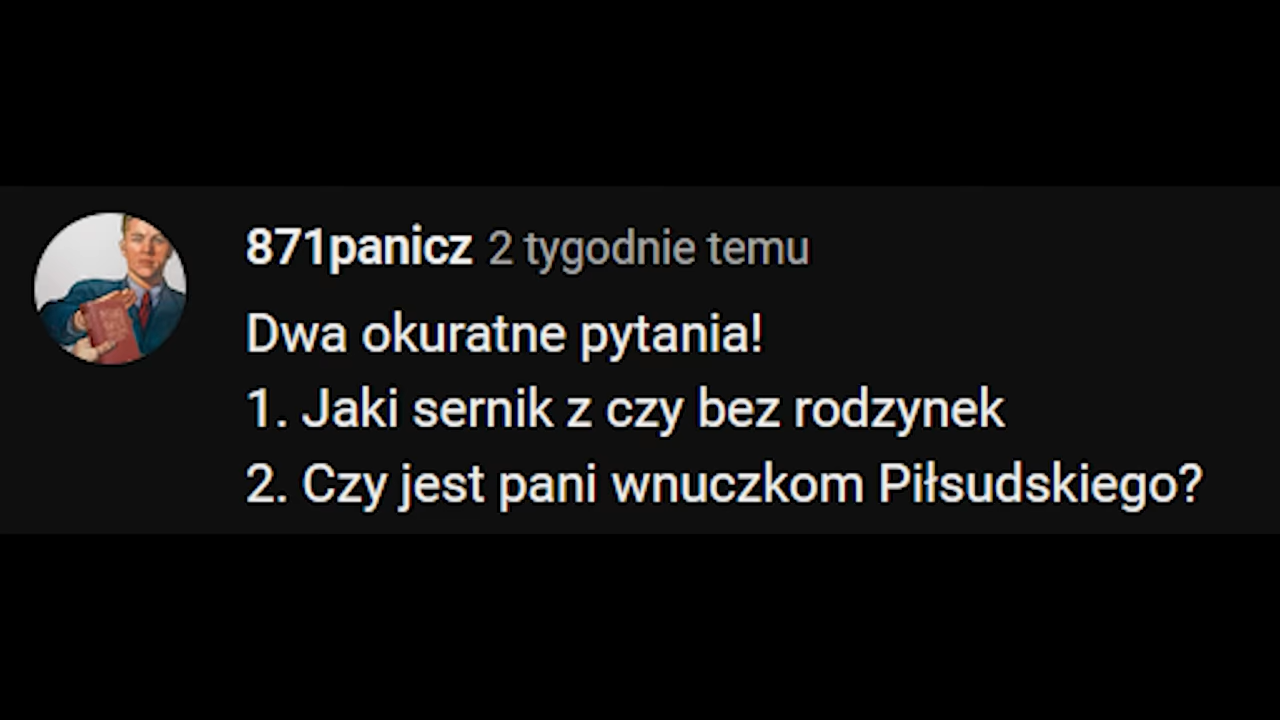 871panicz 2 tygodnie temu
Dwa okuratne pytania!
1. Jaki sernik z czy bez rodzynek
2. Czy jest pani wnuczkom Piłsudskiego?